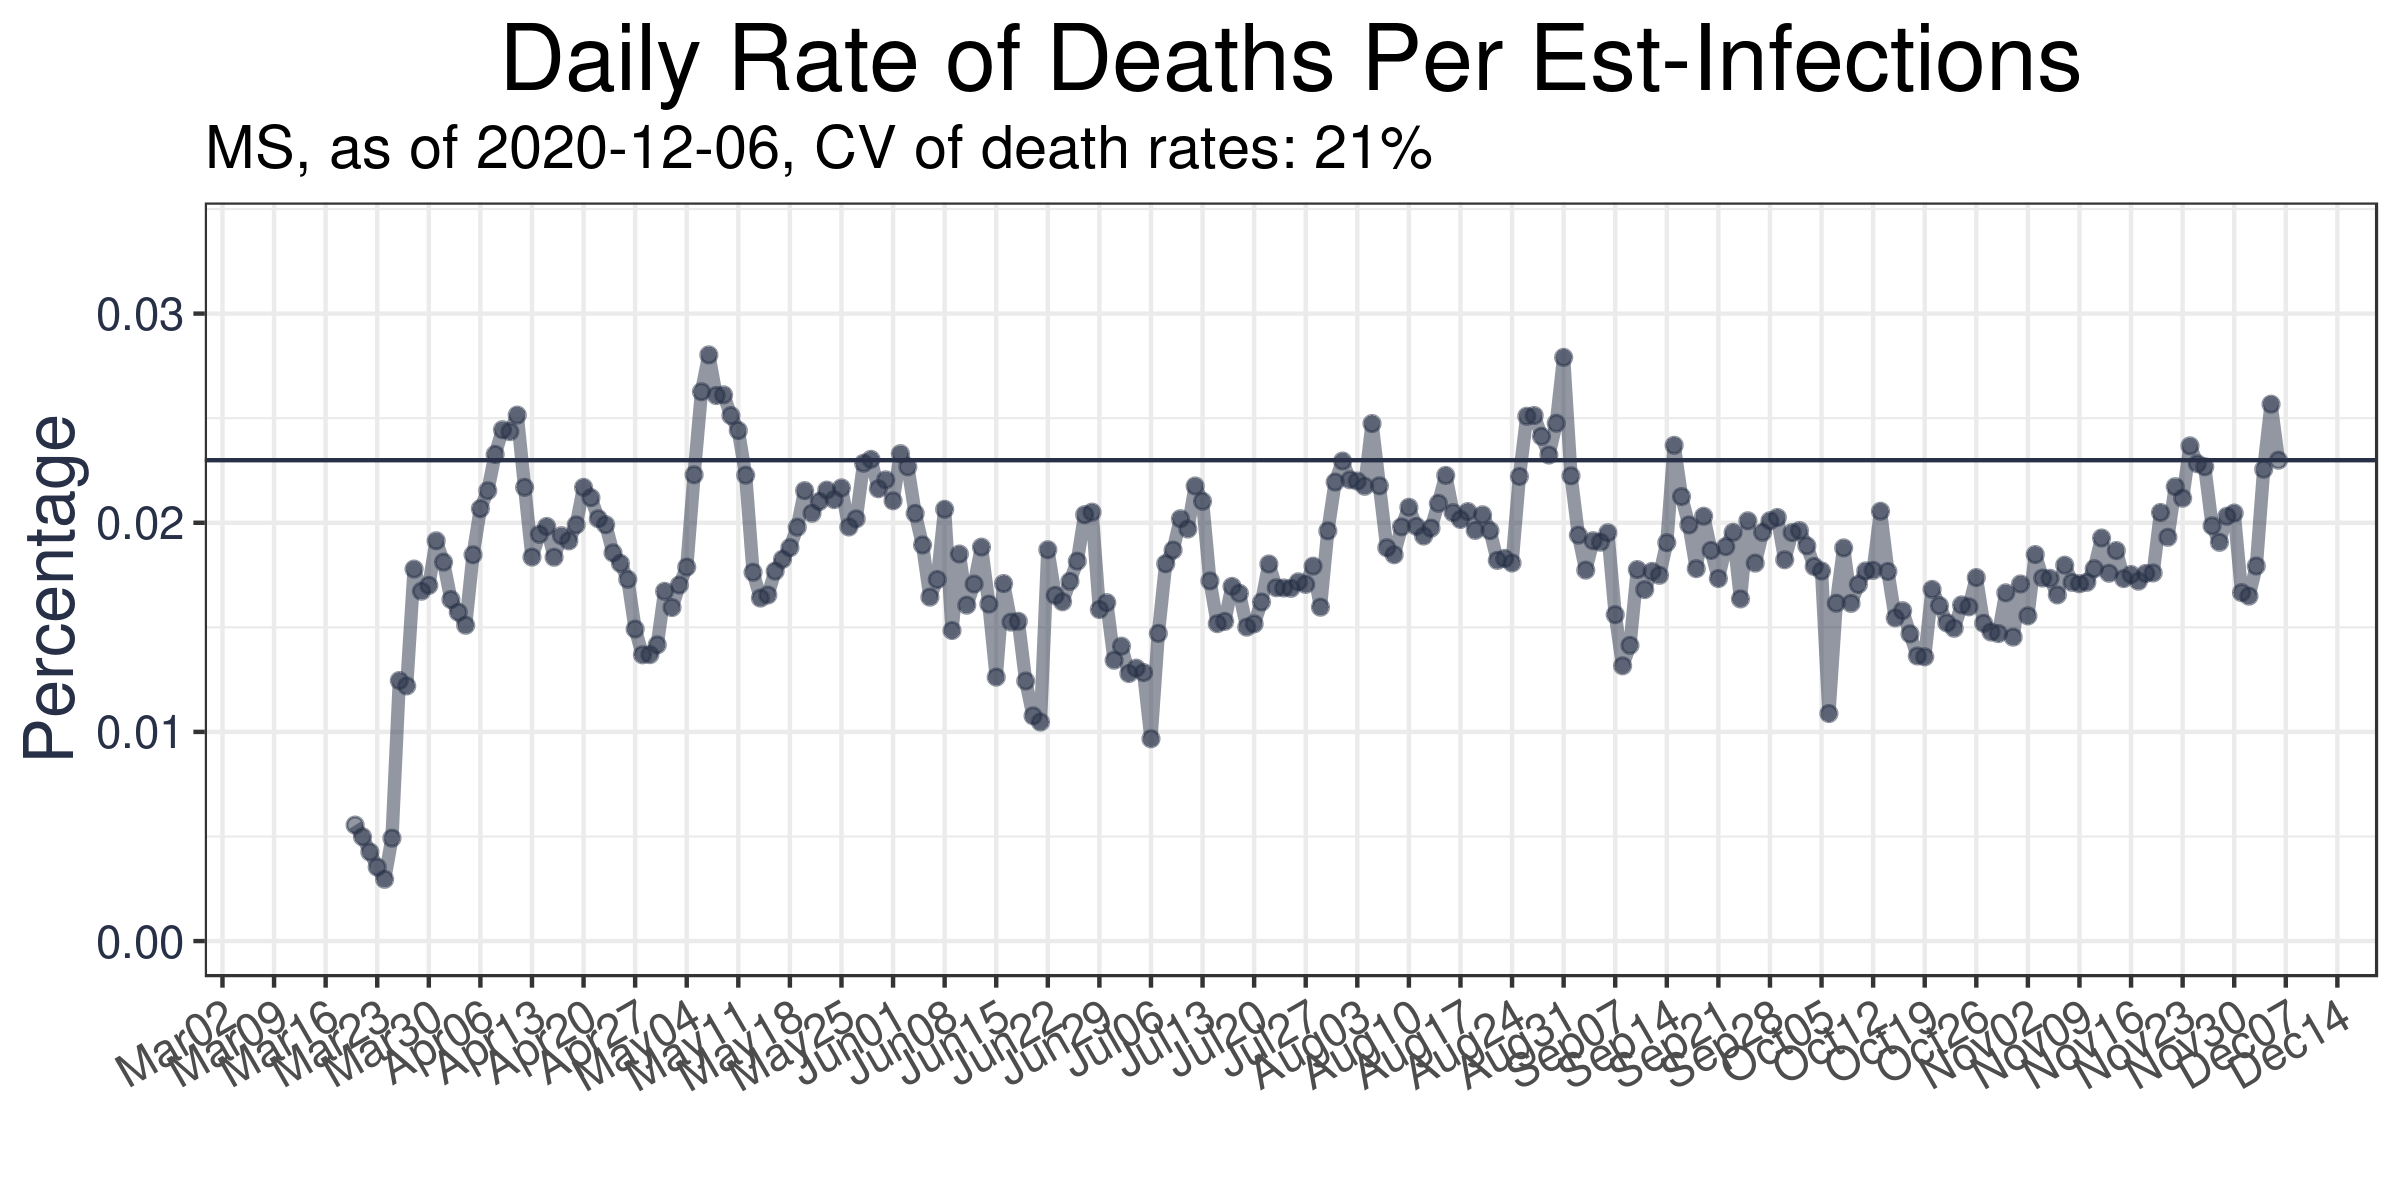 Daily Rate of Deaths Per Est-Infections
MS, as of 2020-12-06, CV of death rates: 21%
Percentage
0.03
0.02
0.01
0.00
Mar02
Mar09
Mar16
Mar23
Mar30
Apr06
Apr13
Apr20
Apr27
May04
May11
May18
May25
Jun01
Jun08
Jun15
Jun22
Jun29
Jul06
Jul13
Jul20
Jul27
Aug03
Aug10
Aug17
Aug24
Aug31
Sep07
Sep14
Sep21
Sep28
Oct05
Oct12
Oct19
Oct26
Nov02
Nov09
Nov16
Nov23
Nov30
Dec07
Dec14